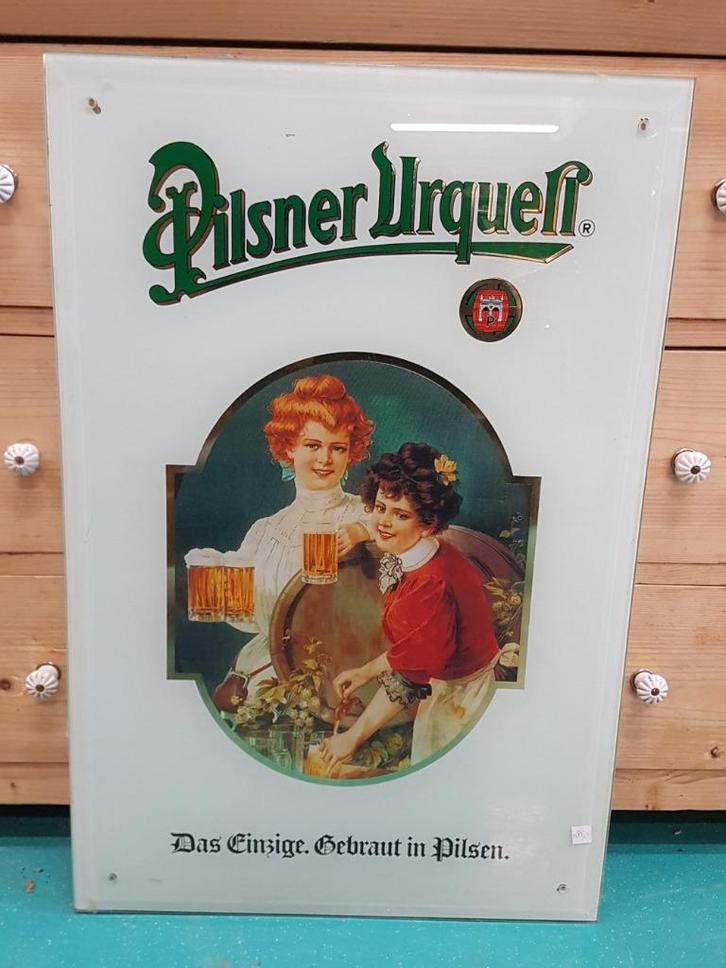 Pilsner Urquell®
P
Das Einzige. Gebraut in Pilsen.